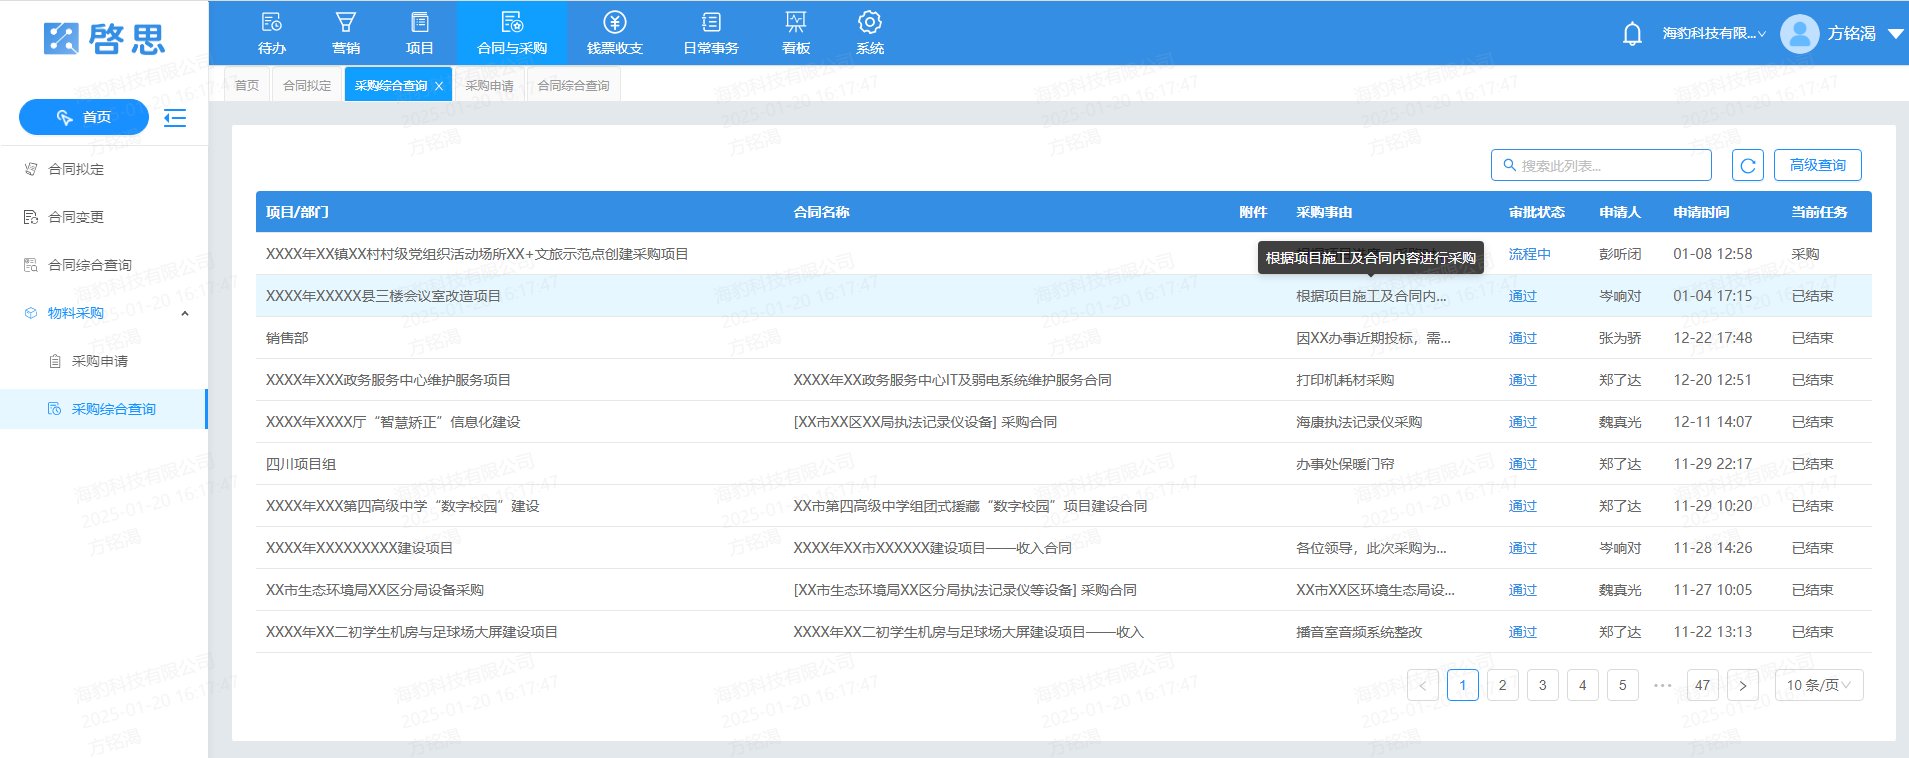 啓思
待办
营销
项目
合同与采购
钱票收支
日常事务
看板
系统
海豹科技有限...
方铭渴
首页
合同拟定
采购综合查询
采购申请
合同综合查询
首页
合同拟定
合同变更
合同综合查询
物料采购
采购申请
采购综合查询
搜索此列表...
高级查询
项目/部门 合同名称 附件 采购事由 审批状态 申请人 申请时间 当前任务
XXXX年XX镇XX村村级党组织活动场所XX+文旅示范点创建采购项目 流程中 彭听闭 01-08 12:58 采购
根据项目施工及合同内容进行采购
XXXX年XXXXX县三楼会议室改造项目 根据项目施工及合同内... 通过 岑响对 01-04 17:15 已结束
销售部 因XX办事近期投标，需... 通过 张为骄 12-22 17:48 已结束
XXXX年XXX政务服务中心维护服务项目 XXXX年XX政务服务中心IT及弱电系统维护服务合同 打印机耗材采购 通过 郑了达 12-20 12:51 已结束
XXXX年XXXX厅“智慧矫正”信息化建设 [XX市XX区XX局执法记录仪设备] 采购合同 海康执法记录仪采购 通过 魏真光 12-11 14:07 已结束
四川项目组 办事处保暖门帘 通过 郑了达 11-29 22:17 已结束
XXXX年XXX第四高级中学“数字校园”建设 XX市第四高级中学组团式援藏“数字校园”项目建设合同 通过 郑了达 11-29 10:20 已结束
XXXX年XXXXXXXXX建设项目 XXXX年XX市XXXXXX建设项目——收入合同 各位领导，此次采购为... 通过 岑响对 11-28 14:26 已结束
XX市生态环境局XX区分局设备采购 [XX市生态环境局XX区分局执法记录仪等设备] 采购合同 XX市XX区环境生态局设... 通过 魏真光 11-27 10:05 已结束
XXXX年XX二初学生机房与足球场大屏建设项目 XXXX年XX二初学生机房与足球场大屏建设项目——收入 播音室音频系统整改 通过 郑了达 11-22 13:13 已结束
< 1 2 3 4 5 ••• 47 > 10 条/页
海豹科技有限公司
2025-01-20 16:17:47
方铭渴